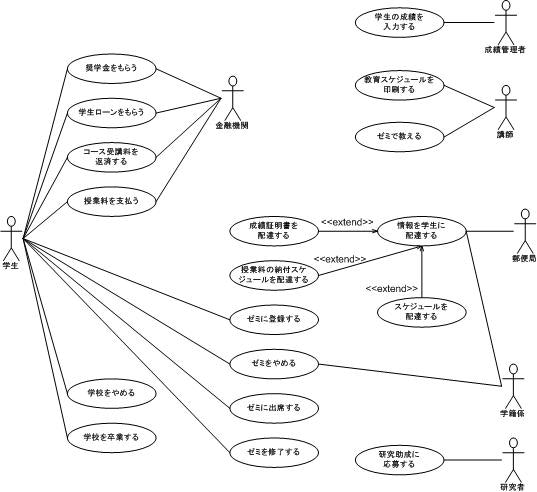 学生の成績を
入力する
成績管理者
奨学金をもらう
教育スケジュールを
印刷する
学生ローンをもらう
金融機関
講師
ゼミで教える
コース受講料を
返済する
授業料を支払う
成績証明書を
配達する
<<extend>>
情報を学生に
配達する
郵便局
学生
<<extend>>
授業料の納付スケ
ジュールを配達する
<<extend>>
スケジュールを
配達する
ゼミに登録する
ゼミをやめる
学校をやめる
ゼミに出席する
学籍係
学校を卒業する
ゼミを修了する
研究助成に
応募する
研究者